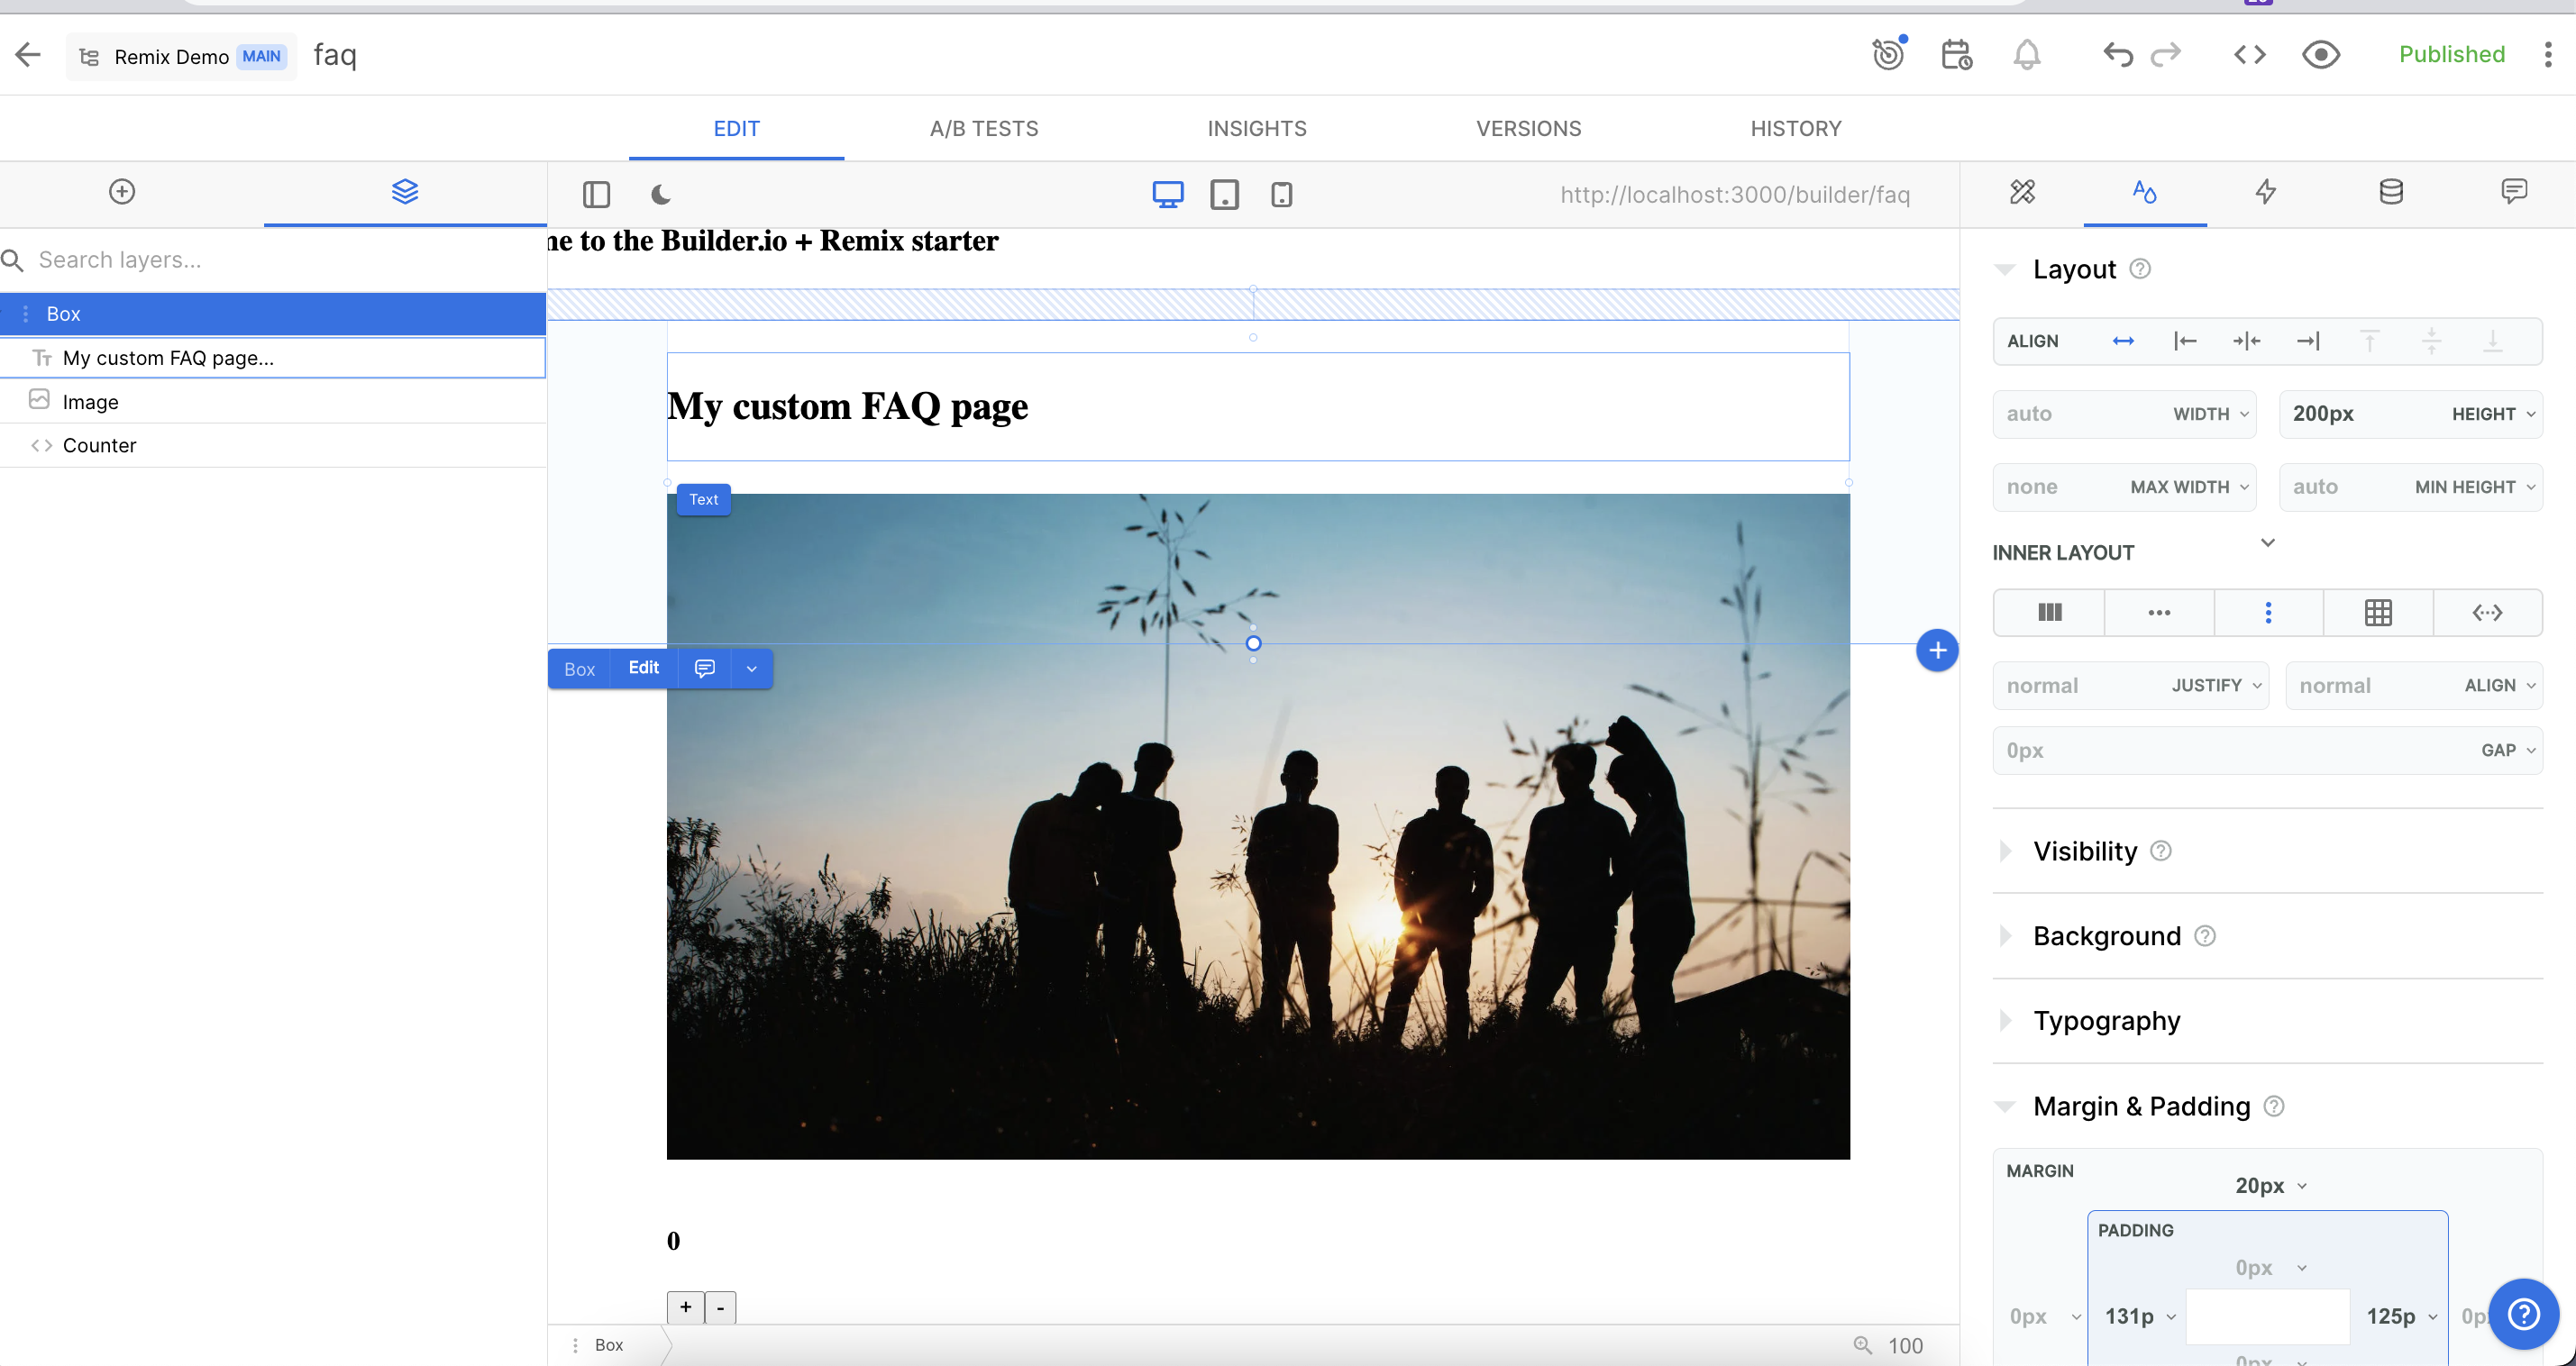 Remix Demo MAIN faq
Published
EDIT A/B TESTS INSIGHTS VERSIONS HISTORY
http://localhost:3000/builder/faq
Search layers...
Box
My custom FAQ page...
Image
Counter
ne to the Builder.io + Remix starter
My custom FAQ page
Text
Box Edit
0
+ -
Box
100
Layout
ALIGN
auto WIDTH 200px HEIGHT
none MAX WIDTH auto MIN HEIGHT
INNER LAYOUT
normal JUSTIFY normal ALIGN
0px GAP
Visibility
Background
Typography
Margin & Padding
MARGIN
20px
PADDING
0px
0px 131p 125p 0p
0px